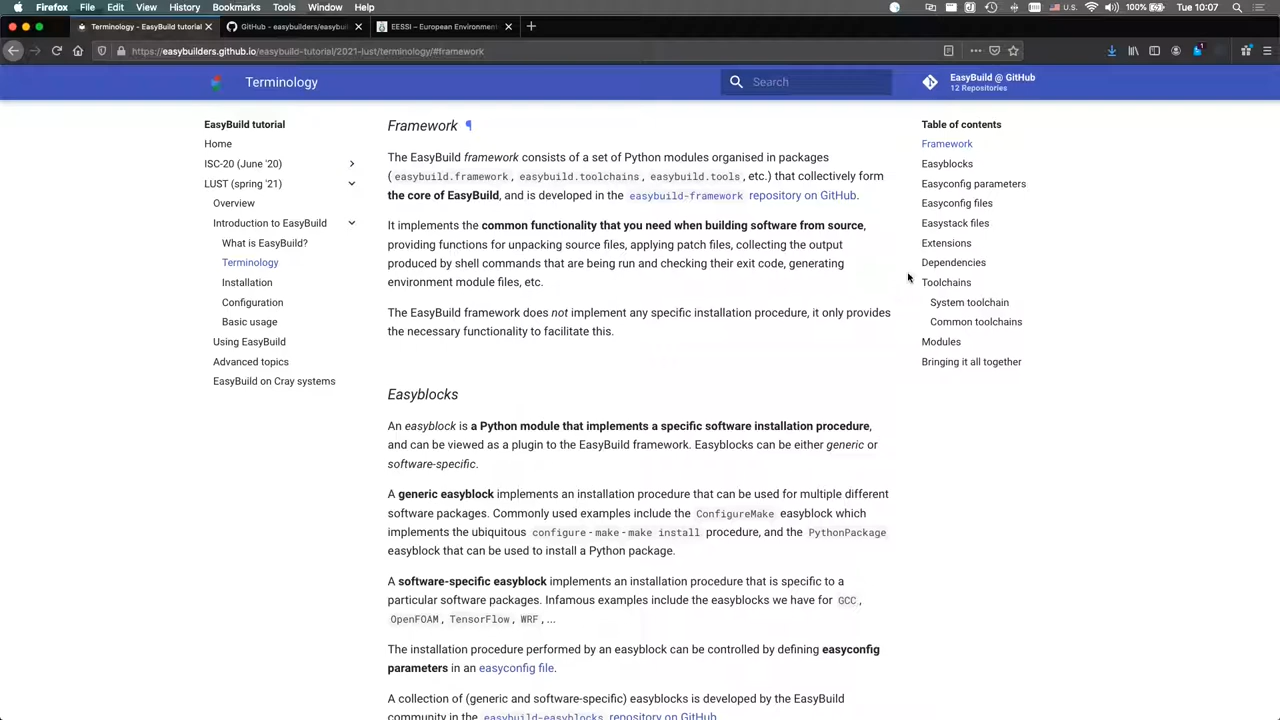 Firefox File Edit View History Bookmarks Tools Window Help
100% Tue 10:07
Terminology - EasyBuild tutorial
GitHub - easybuilders/easybuil
EESSI – European Environment
https://easybuilders.github.io/easybuild-tutorial/2021-lust/terminology/#framework
Terminology
Search
EasyBuild @ GitHub
12 Repositories
EasyBuild tutorial
Home
ISC-20 (June '20)
LUST (spring '21)
Overview
Introduction to EasyBuild
What is EasyBuild?
Terminology
Installation
Configuration
Basic usage
Using EasyBuild
Advanced topics
EasyBuild on Cray systems
Framework ¶
The EasyBuild framework consists of a set of Python modules organised in packages
(easybuild.framework, easybuild.toolchains, easybuild.tools, etc.) that collectively form
the core of EasyBuild, and is developed in the easybuild-framework repository on GitHub.
It implements the common functionality that you need when building software from source,
providing functions for unpacking source files, applying patch files, collecting the output
produced by shell commands that are being run and checking their exit code, generating
environment module files, etc.
The EasyBuild framework does not implement any specific installation procedure, it only provides
the necessary functionality to facilitate this.
Easyblocks
An easyblock is a Python module that implements a specific software installation procedure,
and can be viewed as a plugin to the EasyBuild framework. Easyblocks can be either generic or
software-specific.
A generic easyblock implements an installation procedure that can be used for multiple different
software packages. Commonly used examples include the ConfigureMake easyblock which
implements the ubiquitous configure - make - make install procedure, and the PythonPackage
easyblock that can be used to install a Python package.
A software-specific easyblock implements an installation procedure that is specific to a
particular software packages. Infamous examples include the easyblocks we have for GCC,
OpenFOAM, TensorFlow, WRF, ...
The installation procedure performed by an easyblock can be controlled by defining easyconfig
parameters in an easyconfig file.
A collection of (generic and software-specific) easyblocks is developed by the EasyBuild
community in the easybuild-easyblocks repository on GitHub.
Table of contents
Framework
Easyblocks
Easyconfig parameters
Easyconfig files
Easystack files
Extensions
Dependencies
Toolchains
System toolchain
Common toolchains
Modules
Bringing it all together